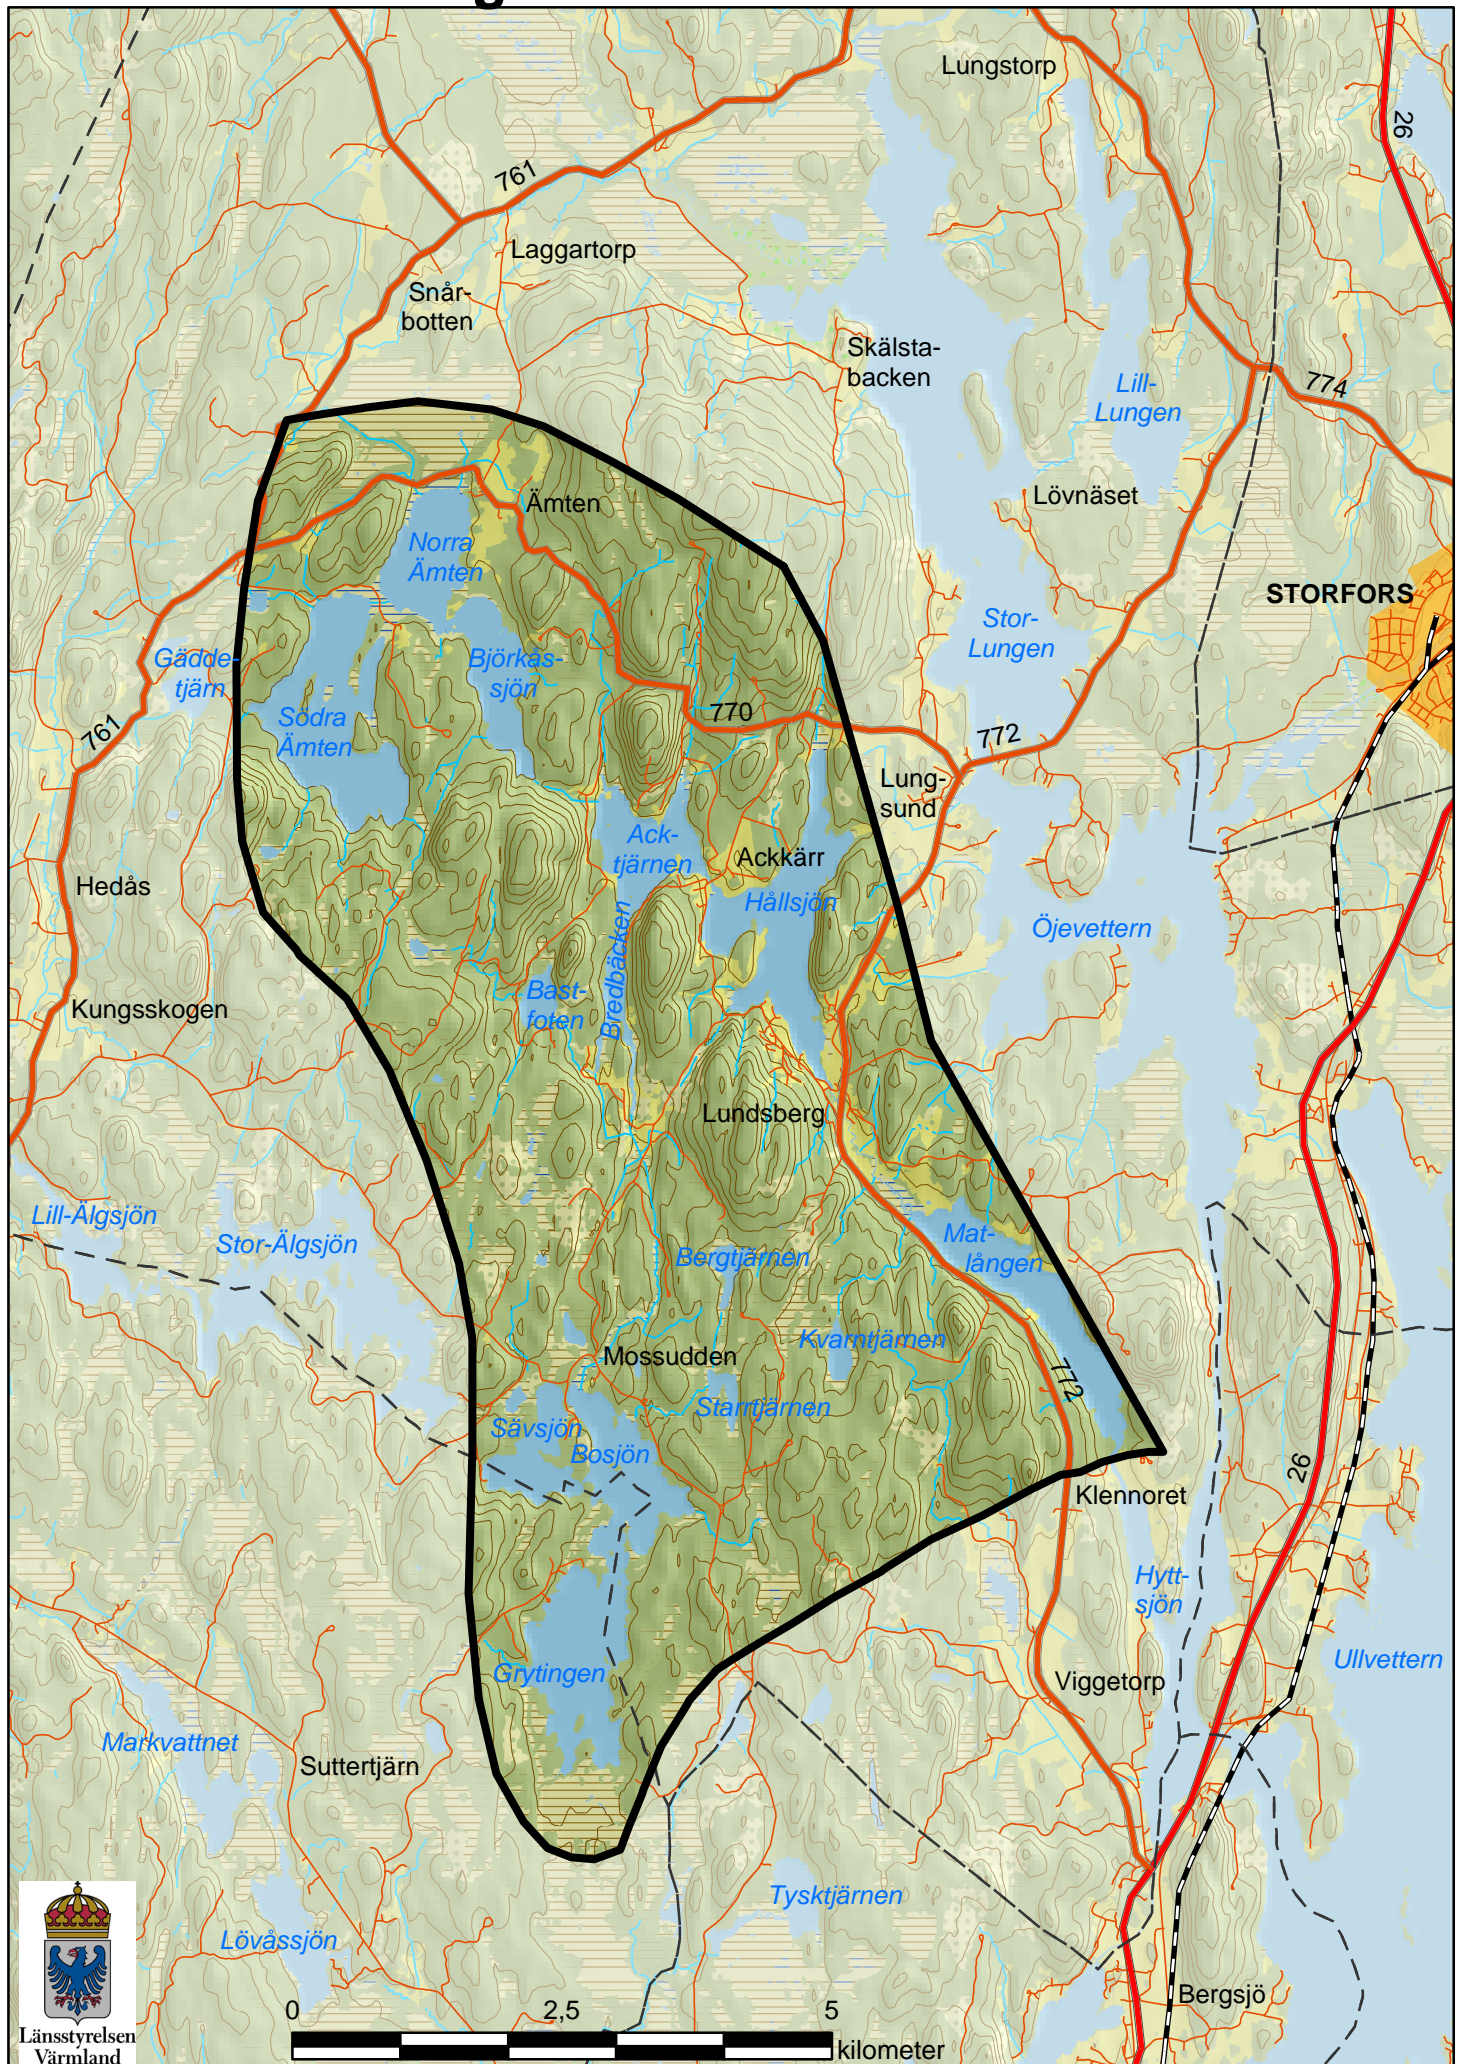 g
Lungstorp
26
761
Laggartorp
Snår-
botten
Skälsta-
backen
Lill-
Lungen
774
Ämten
Lövnäset
Norra
Ämten
STORFORS
Stor-
Lungen
Gädde-
tjärn
Björkås-
sjön
Södra
Ämten
770
761
772
Lung-
sund
Ack-
tjärnen
Ackkärr
Hedås
Hållsjön
Öjevettern
Bredbäcken
Bast-
foten
Kungsskogen
Lundsberg
Lill-Älgsjön
Stor-Älgsjön
Mat-
lången
Bergtjärnen
Kvarntjärnen
Mossudden
772
Starrtjärnen
Sävsjön
Bosjön
26
Klennoret
Hytt-
sjön
Grytingen
Viggetorp
Ullvettern
Markvattnet
Suttertjärn
Tysktjärnen
Lövåssjön
Bergsjö
0 2,5 5
kilometer
Länsstyrelsen
Värmland